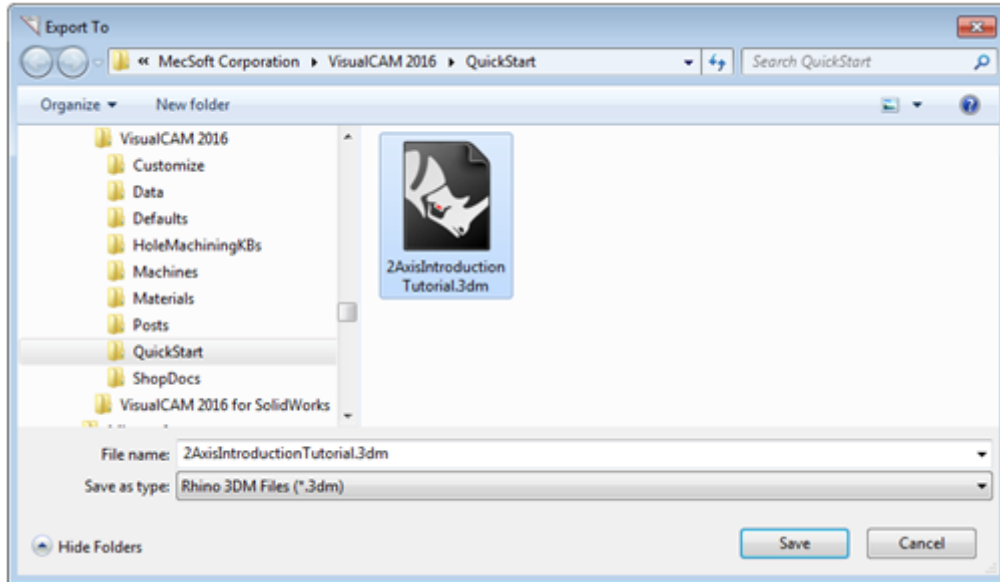 Export To
« MecSoft Corporation ▸ VisualCAM 2016 ▸ QuickStart
Search QuickStart
Organize
New folder
VisualCAM 2016
Customize
Data
Defaults
HoleMachiningKBs
Machines
Materials
Posts
QuickStart
ShopDocs
VisualCAM 2016 for SolidWorks
2AxisIntroduction
Tutorial.3dm
File name: 2AxisIntroductionTutorial.3dm
Save as type: Rhino 3DM Files (*.3dm)
Hide Folders
Save
Cancel